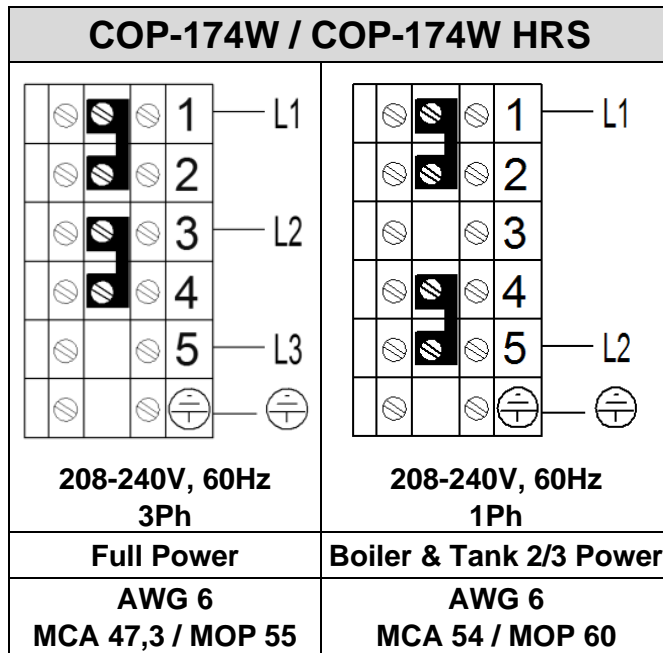 COP-174W / COP-174W HRS
1 L1
2
3 L2
4
5 L3
208-240V, 60Hz
3Ph
Full Power
AWG 6
MCA 47,3 / MOP 55
1 L1
2
3
4
5 L2
208-240V, 60Hz
1Ph
Boiler & Tank 2/3 Power
AWG 6
MCA 54 / MOP 60